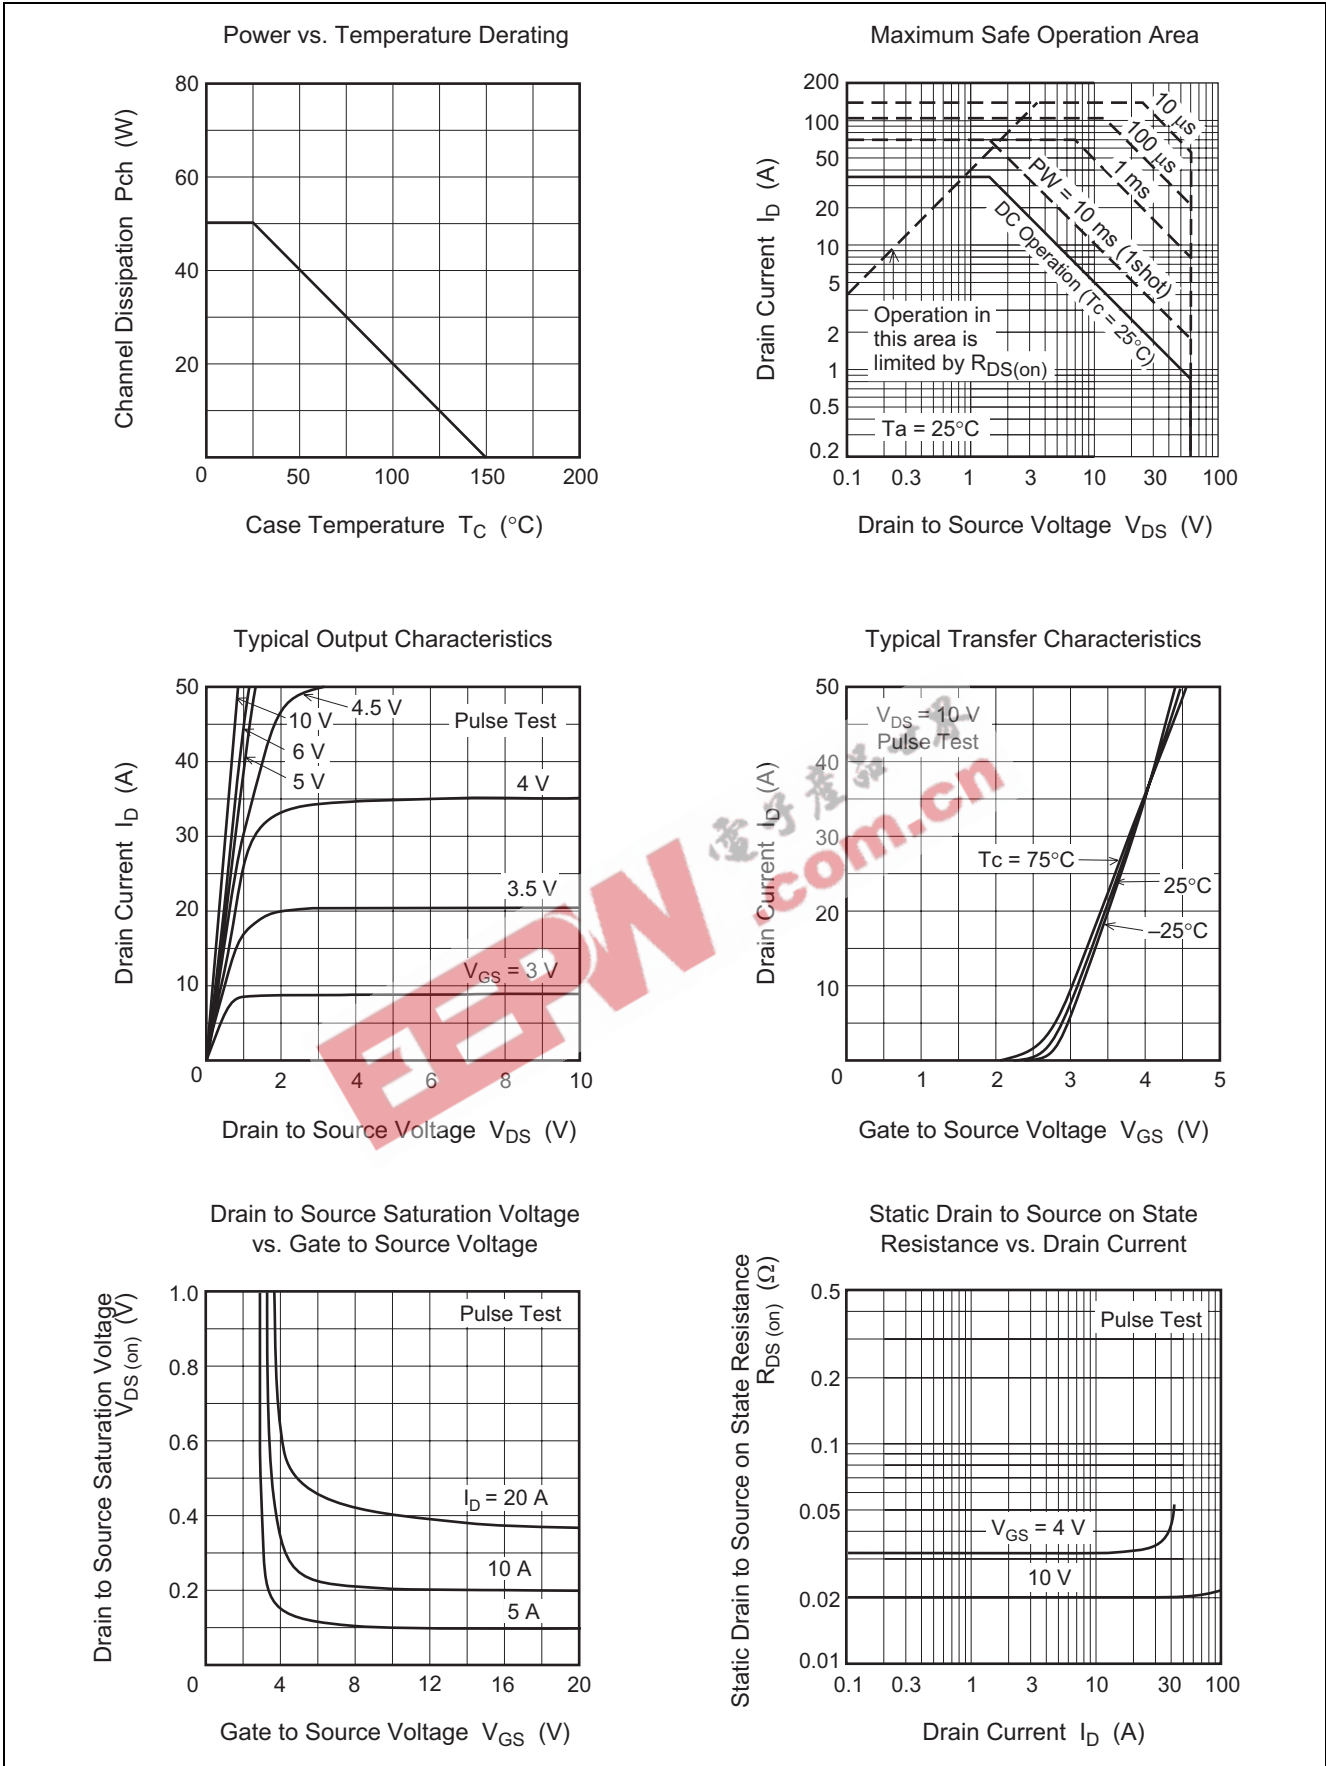 Power vs. Temperature Derating
Channel Dissipation Pch (W)
80
60
40
20
0
50
100
150
200
Case Temperature TC (°C)
Maximum Safe Operation Area
Drain Current ID (A)
200
100
50
20
10
5
2
1
0.5
0.2
10 μs
100 μs
1 ms
PW = 10 ms (1shot)
DC Operation (Tc = 25°C)
Operation in
this area is
limited by RDS(on)
Ta = 25°C
0.1
0.3
1
3
10
30
100
Drain to Source Voltage VDS (V)
Typical Output Characteristics
Drain Current ID (A)
50
40
30
20
10
0
10 V
6 V
5 V
4.5 V
Pulse Test
4 V
3.5 V
VGS = 3 V
2
4
6
8
10
Drain to Source Voltage VDS (V)
Typical Transfer Characteristics
Drain Current ID (A)
50
40
30
20
10
0
VDS = 10 V
Pulse Test
Tc = 75°C
25°C
–25°C
1
2
3
4
5
Gate to Source Voltage VGS (V)
EEPW
.com.cn
電子產品世界
Drain to Source Saturation Voltage
vs. Gate to Source Voltage
Drain to Source Saturation Voltage
VDS (on) (V)
1.0
0.8
0.6
0.4
0.2
0
Pulse Test
ID = 20 A
10 A
5 A
4
8
12
16
20
Gate to Source Voltage VGS (V)
Static Drain to Source on State
Resistance vs. Drain Current
Static Drain to Source on State Resistance
RDS (on) (Ω)
0.5
0.2
0.1
0.05
0.02
0.01
Pulse Test
VGS = 4 V
10 V
0.1
0.3
1
3
10
30
100
Drain Current ID (A)